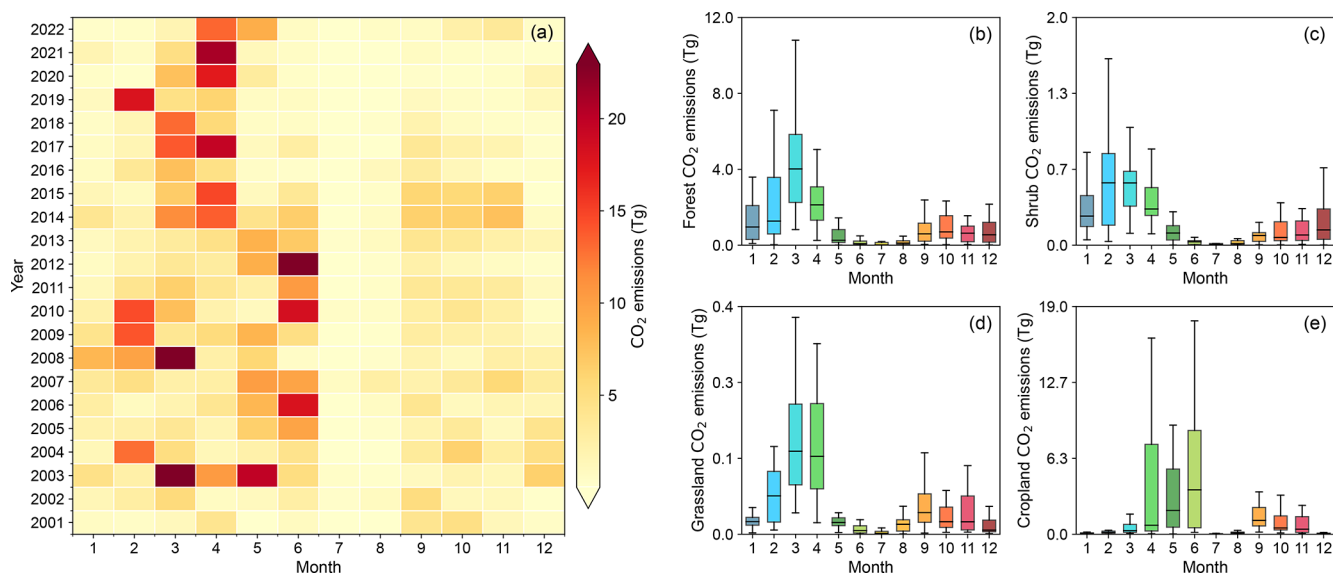 (a)
Year
2022
2021
2020
2019
2018
2017
2016
2015
2014
2013
2012
2011
2010
2009
2008
2007
2006
2005
2004
2003
2002
2001
1 2 3 4 5 6 7 8 9 10 11 12
Month
20
15
10
5
CO₂ emissions (Tg)
(b)
Forest CO₂ emissions (Tg)
12.0
8.0
4.0
0.0
1 2 3 4 5 6 7 8 9 10 11 12
Month
(c)
Shrub CO₂ emissions (Tg)
2.0
1.3
0.7
0.0
1 2 3 4 5 6 7 8 9 10 11 12
Month
(d)
Grassland CO₂ emissions (Tg)
0.4
0.3
0.1
0.0
1 2 3 4 5 6 7 8 9 10 11 12
Month
(e)
Cropland CO₂ emissions (Tg)
19.0
12.7
6.3
0.0
1 2 3 4 5 6 7 8 9 10 11 12
Month